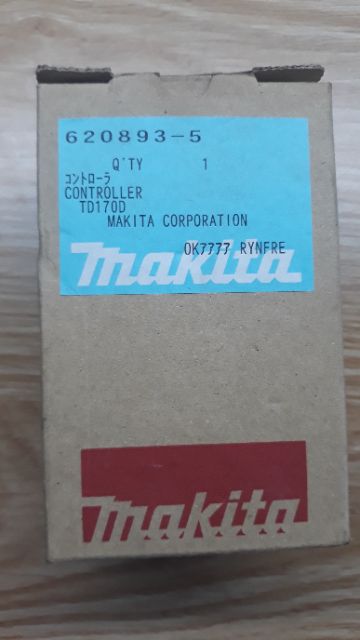 620893-5
Q'TY 1
コントローラ
CONTROLLER
TD170D
MAKITA CORPORATION
OK7777 RYNFRE
makita
makita